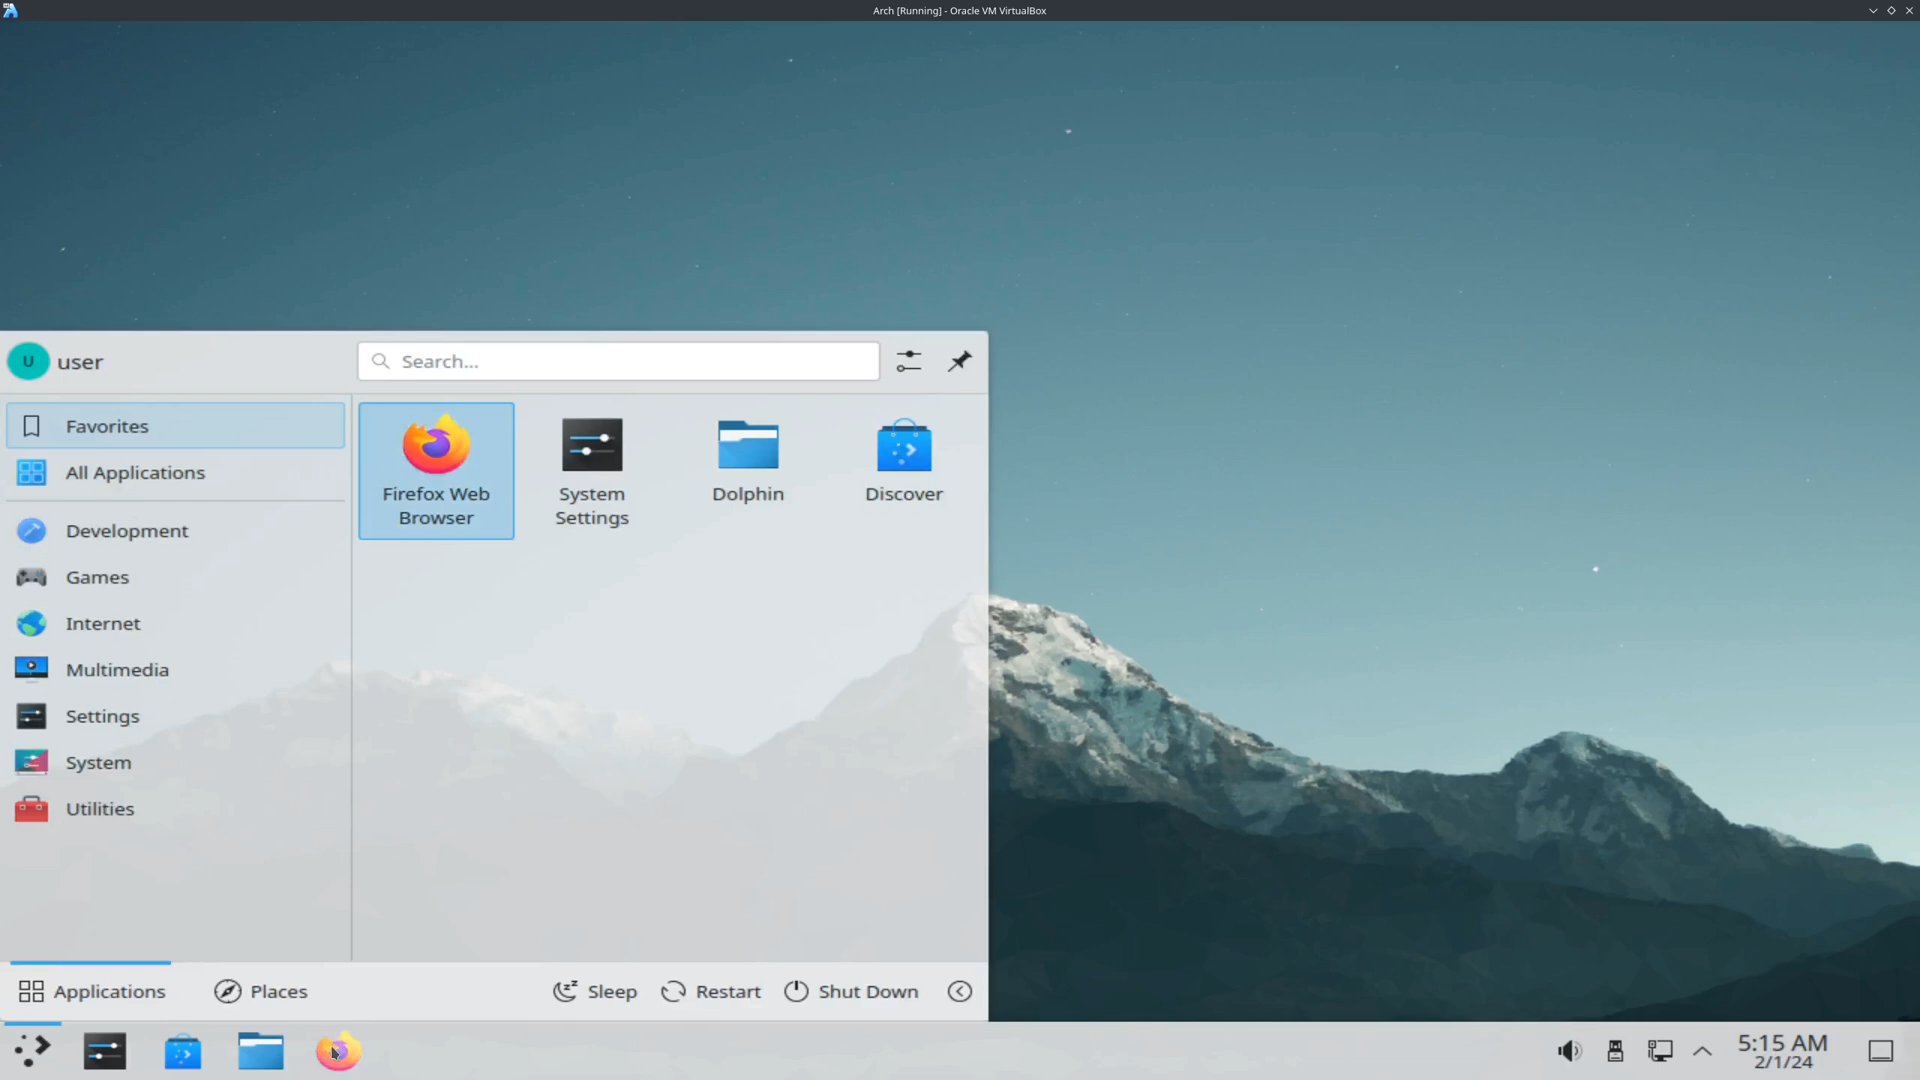 Arch [Running] - Oracle VM VirtualBox
U
user
Search...
Favorites
All Applications
Development
Games
Internet
Multimedia
Settings
System
Utilities
Firefox Web
Browser
System
Settings
Dolphin
Discover
Applications
Places
Sleep
Restart
Shut Down
5:15 AM
2/1/24